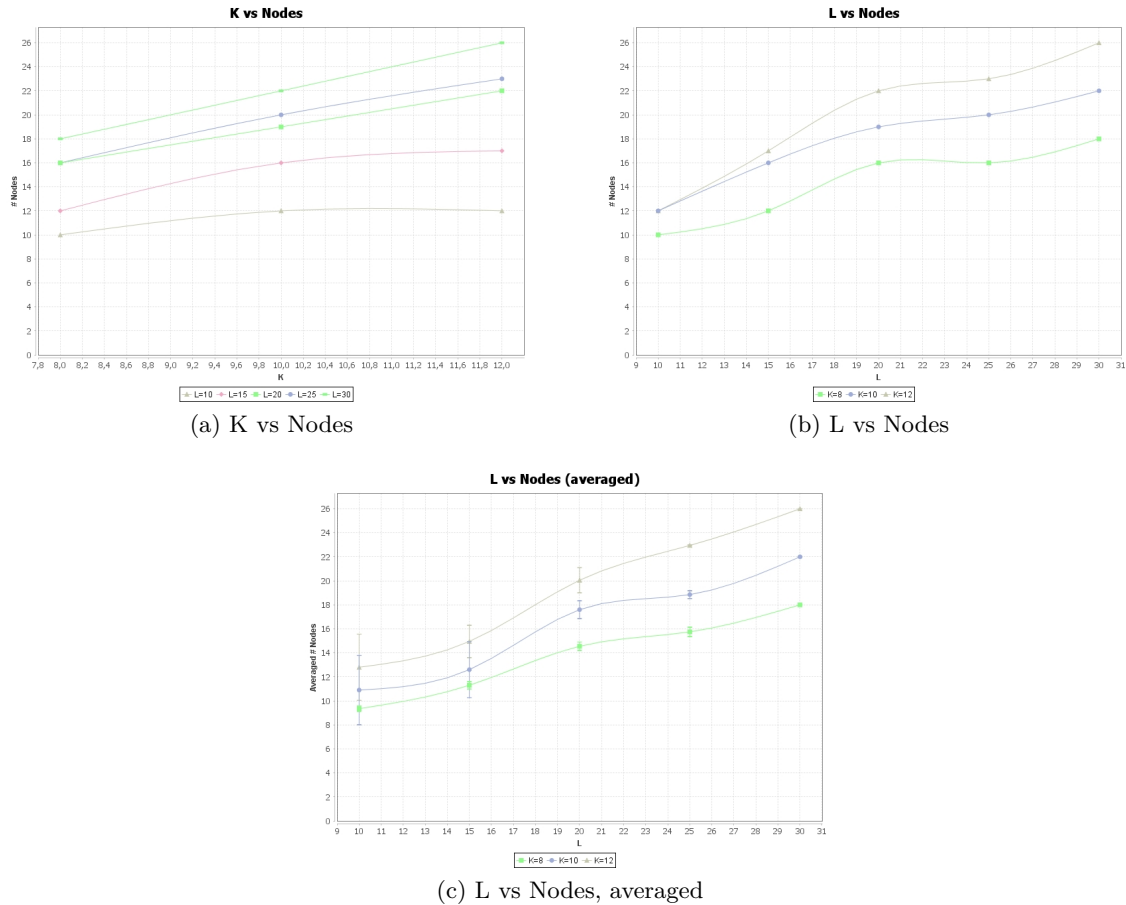 K vs Nodes
# Nodes
26
24
22
20
18
16
14
12
10
8
6
4
2
0
7,8 8,0 8,2 8,4 8,6 8,8 9,0 9,2 9,4 9,6 9,8 10,0 10,2 10,4 10,6 10,8 11,0 11,2 11,4 11,6 11,8 12,0
K
L=10 L=15 L=20 L=25 L=30
(a) K vs Nodes
L vs Nodes
# Nodes
26
24
22
20
18
16
14
12
10
8
6
4
2
0
9 10 11 12 13 14 15 16 17 18 19 20 21 22 23 24 25 26 27 28 29 30 31
L
K=8 K=10 K=12
(b) L vs Nodes
L vs Nodes (averaged)
Averaged # Nodes
26
24
22
20
18
16
14
12
10
8
6
4
2
0
9 10 11 12 13 14 15 16 17 18 19 20 21 22 23 24 25 26 27 28 29 30 31
L
K=8 K=10 K=12
(c) L vs Nodes, averaged